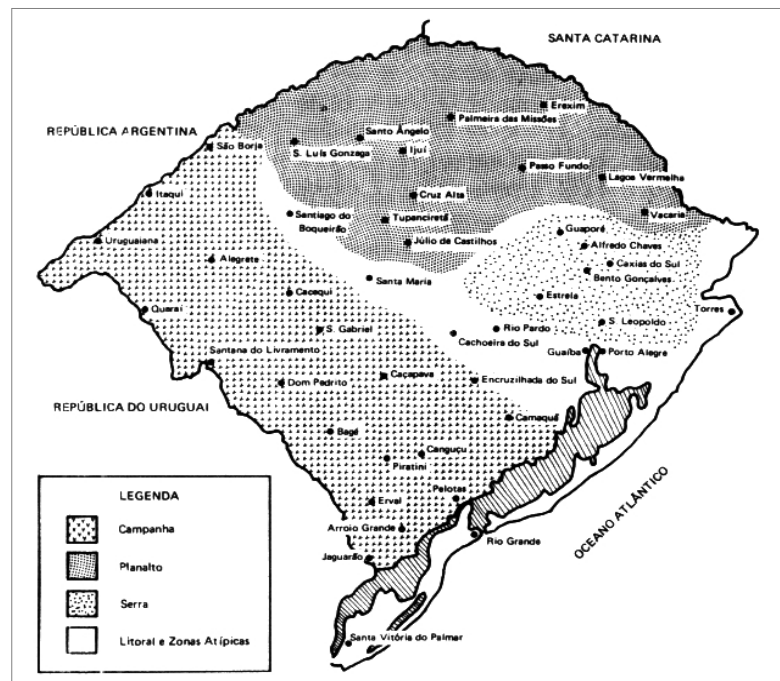 SANTA CATARINA
Erexim
Palmeira das Missões
REPÚBLICA ARGENTINA
Santo Ângelo
São Borja
S. Luís Gonzaga
Ijuí
Passo Fundo
Lagoa Vermelha
Itaqui
Cruz Alta
Santiago do
Boqueirão
Tupanciretã
Vacaria
Guaporé
Uruguaiana
Júlio de Castilhos
Alfredo Chaves
Alegrete
Caxias do Sul
Santa Maria
Bento Gonçalves
Cacequi
Estrela
Quaraí
Torres
S. Gabriel
Rio Pardo
S. Leopoldo
Cachoeira do Sul
Santana do Livramento
Guaíba
Porto Alegre
Dom Pedrito
Caçapava
Encruzilhada do Sul
REPÚBLICA DO URUGUAI
Camaquã
Bagé
Canguçu
Piratini
Pelotas
Erval
Arroio Grande
Rio Grande
OCEANO ATLÂNTICO
Jaguarão
Santa Vitória do Palmar
LEGENDA
Campanha
Planalto
Serra
Litoral e Zonas Atípicas